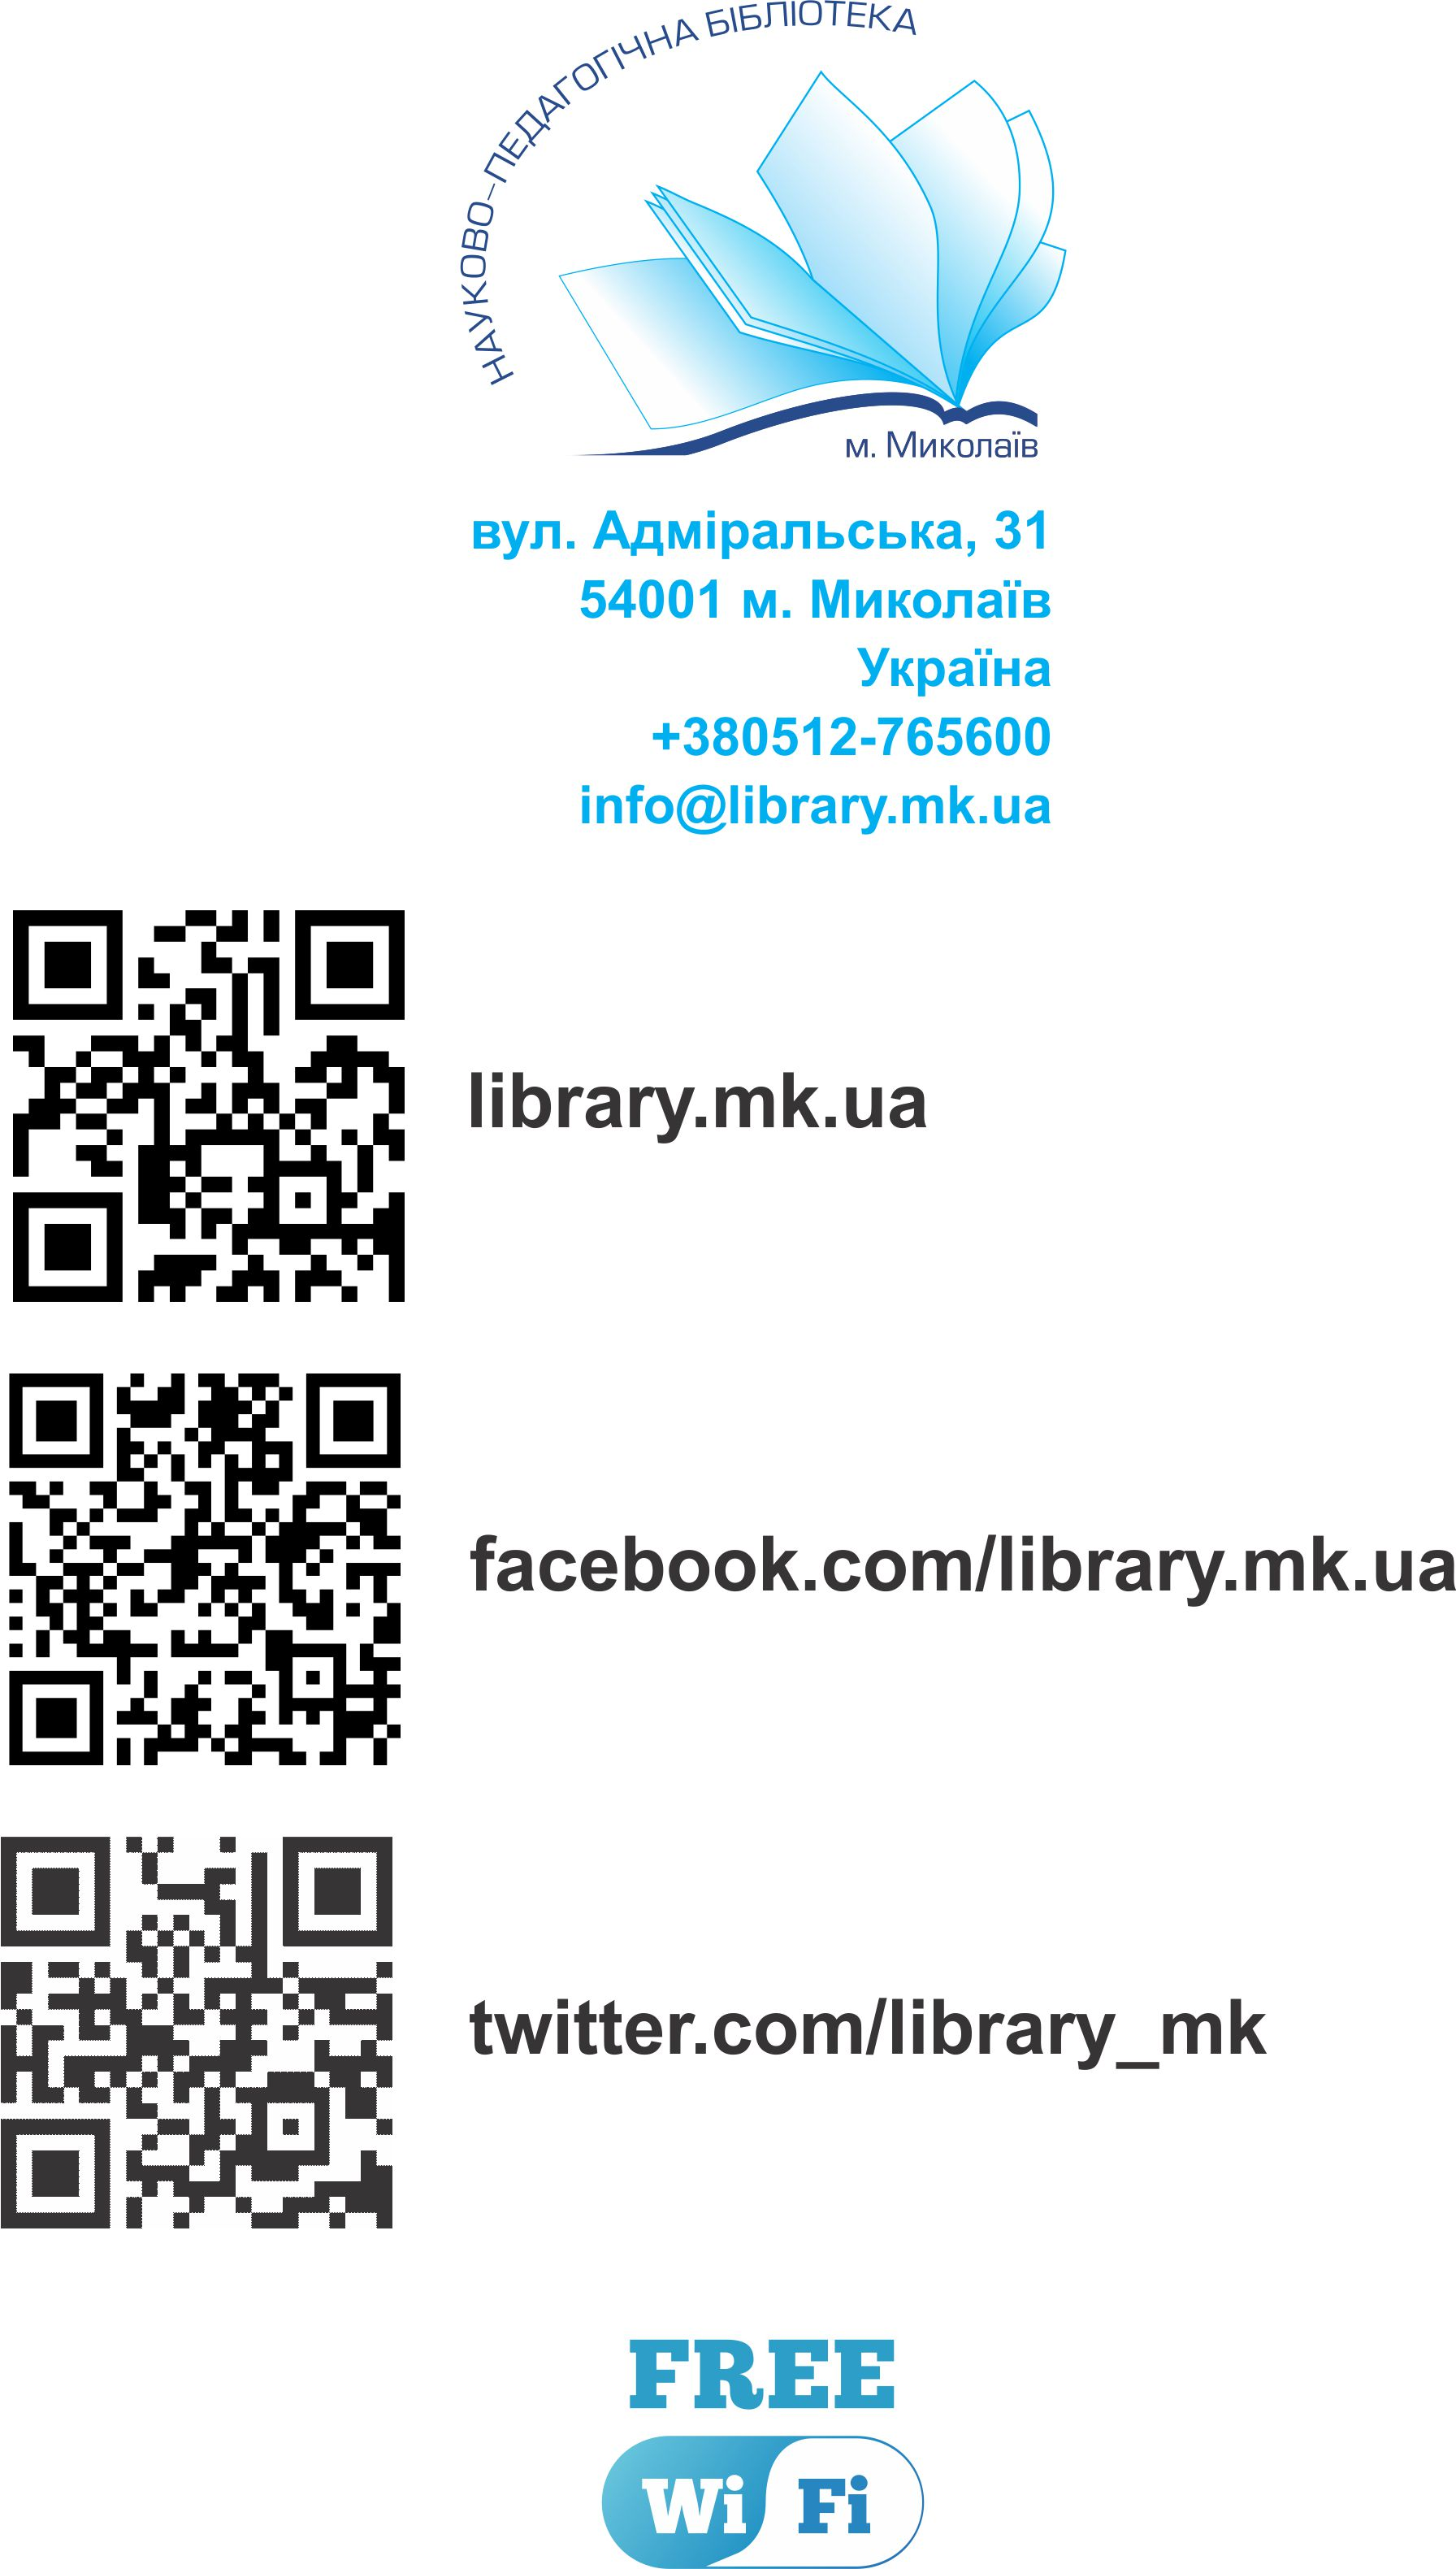 НАУКОВО–ПЕДАГОГІЧНА БІБЛІОТЕКА
м. Миколаїв
вул. Адміральська, 31
54001 м. Миколаїв
Україна
+380512-765600
info@library.mk.ua
library.mk.ua
facebook.com/library.mk.ua
twitter.com/library_mk
FREE
Wi Fi